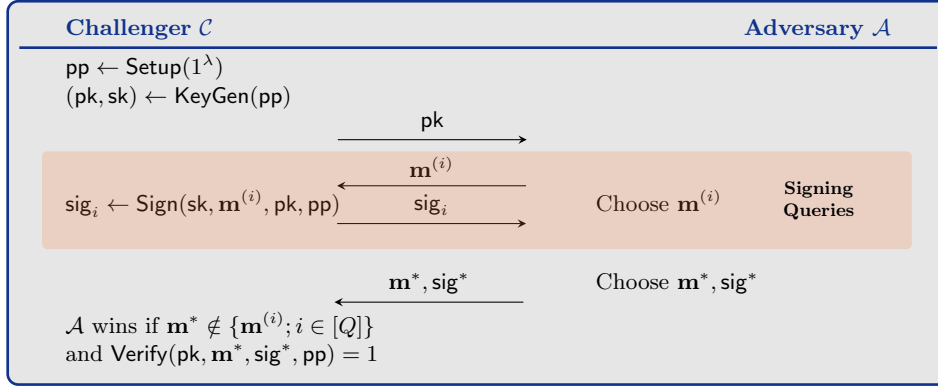 Challenger 𝒞 Adversary 𝒜
pp ← Setup(1^λ)
(pk, sk) ← KeyGen(pp)
pk
m^(i)
sig_i ← Sign(sk, m^(i), pk, pp) sig_i Choose m^(i) Signing Queries
m*, sig* Choose m*, sig*
𝒜 wins if m* ∉ {m^(i); i ∈ [Q]}
and Verify(pk, m*, sig*, pp) = 1